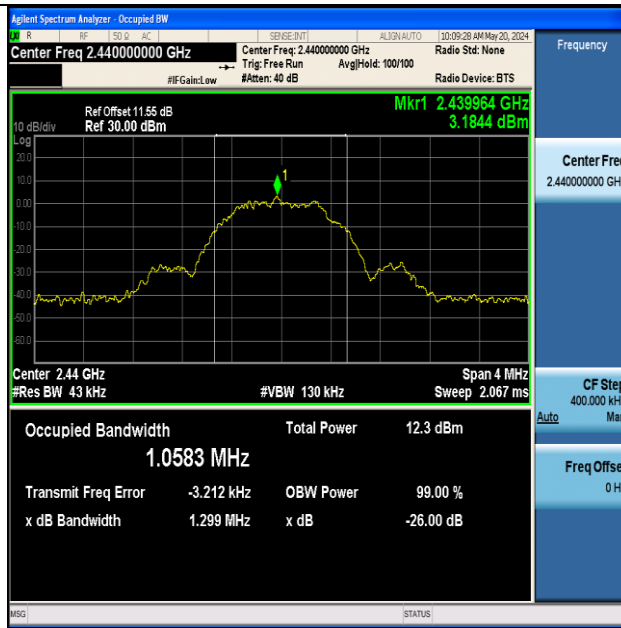 Agilent Spectrum Analyzer - Occupied BW
LXI R RF 50 Ω AC SENSE:INT ALIGN AUTO 10:09:28 AM May 20, 2024
Center Freq 2.440000000 GHz
Center Freq: 2.440000000 GHz
Radio Std: None
Trig: Free Run Avg|Hold: 100/100
#IFGain:Low
#Atten: 40 dB
Radio Device: BTS
Mkr1 2.439964 GHz
3.1844 dBm
Ref Offset 11.55 dB
10 dB/div Ref 30.00 dBm
Log
20.0
10.0
0.00
-10.0
-20.0
-30.0
-40.0
-50.0
-60.0
1
Center 2.44 GHz Span 4 MHz
#Res BW 43 kHz #VBW 130 kHz Sweep 2.067 ms
Occupied Bandwidth Total Power 12.3 dBm
1.0583 MHz
Transmit Freq Error -3.212 kHz OBW Power 99.00 %
x dB Bandwidth 1.299 MHz x dB -26.00 dB
MSG STATUS
Frequency
Center Fre
2.440000000 GH
CF Step
400.000 kH
Auto Ma
Freq Offse
0 H